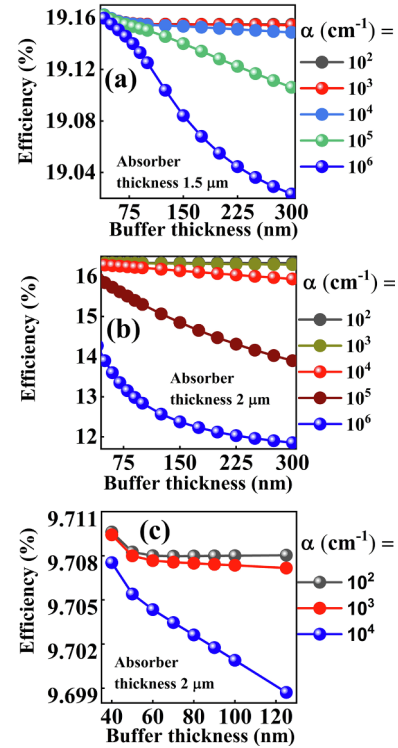 19.16
19.12
19.08
19.04
Efficiency (%)
(a)
Absorber
thickness 1.5 μm
75 150 225 300
Buffer thickness (nm)
α (cm⁻¹) =
10²
10³
10⁴
10⁵
10⁶
16
15
14
13
12
Efficiency (%)
(b)
Absorber
thickness 2 μm
75 150 225 300
Buffer thickness (nm)
α (cm⁻¹) =
10²
10³
10⁴
10⁵
10⁶
9.711
9.708
9.705
9.702
9.699
Efficiency (%)
(c)
Absorber
thickness 2 μm
40 60 80 100 120
Buffer thickness (nm)
α (cm⁻¹) =
10²
10³
10⁴